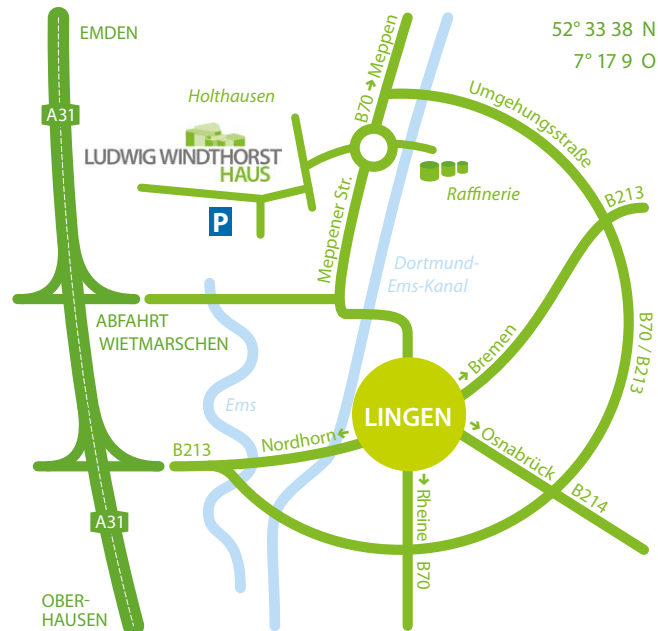 EMDEN
52° 33 38 N
7° 17 9 O
B70 → Meppen
Holthausen
Umgehungsstraße
A31
LUDWIG WINDTHORST
HAUS
Raffinerie
B213
P
Meppener Str.
Dortmund-
Ems-Kanal
ABFAHRT
WIETMARSCHEN
B70 / B213
→ Bremen
Ems
LINGEN
B213
Nordhorn ←
→ Osnabrück
B214
→ Rheine
B70
A31
OBER-
HAUSEN